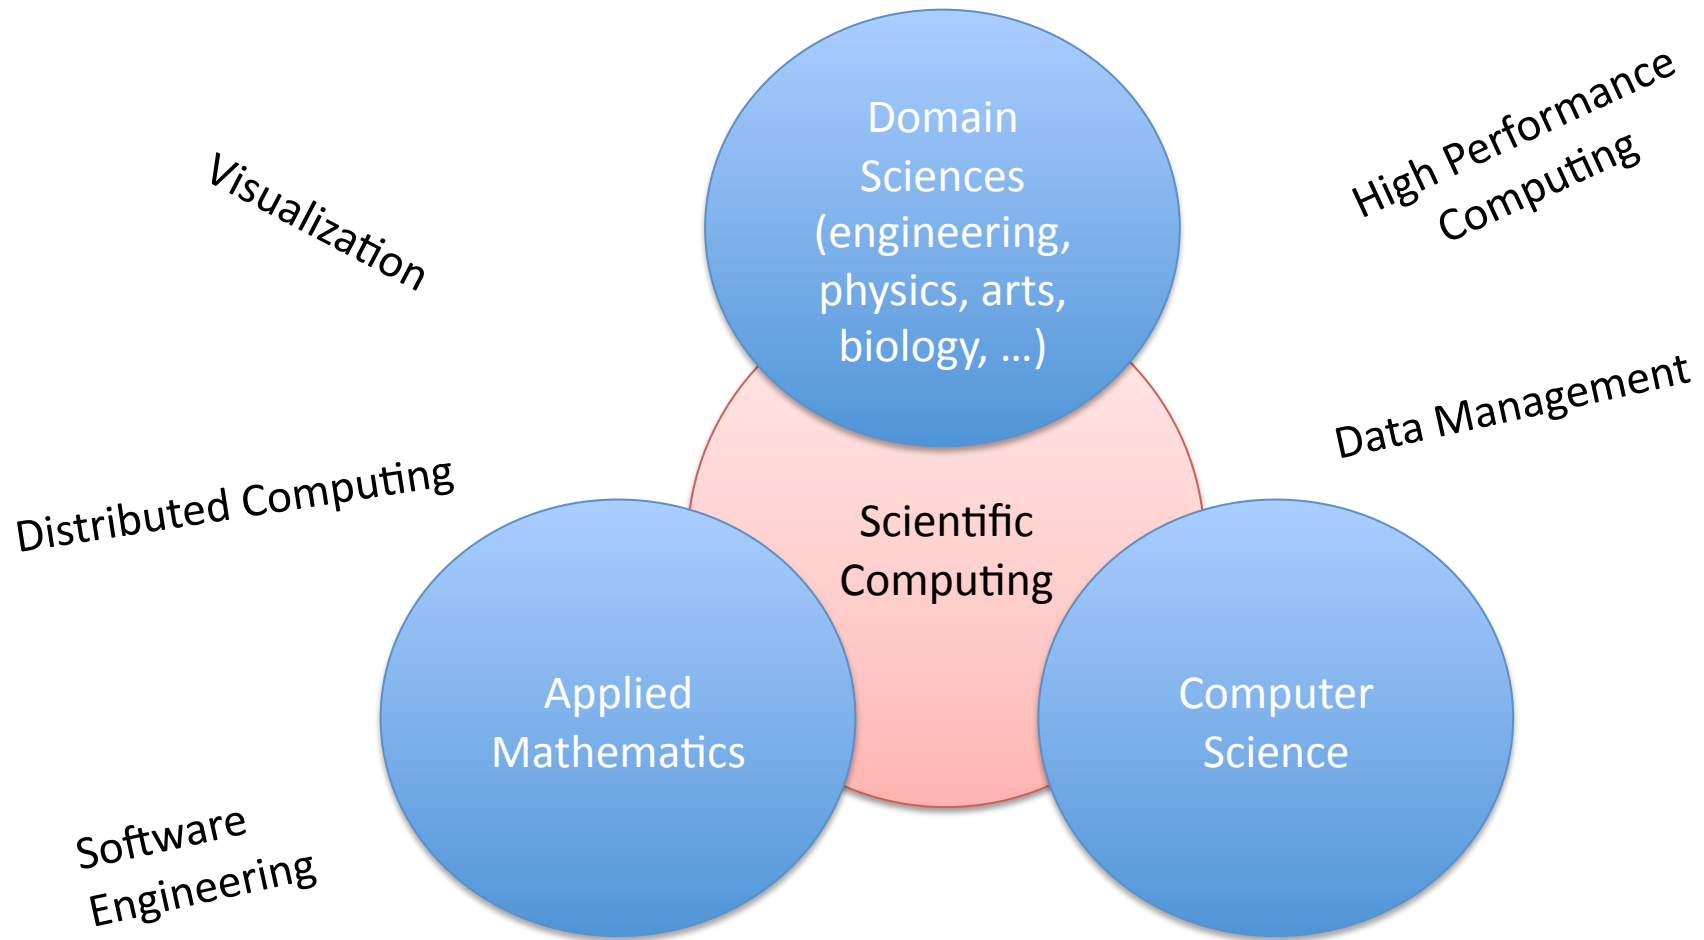 Domain
Sciences
(engineering,
physics, arts,
biology, ...)
High Performance
Computing
Visualization
Data Management
Distributed Computing
Scientific
Computing
Applied
Mathematics
Computer
Science
Software
Engineering